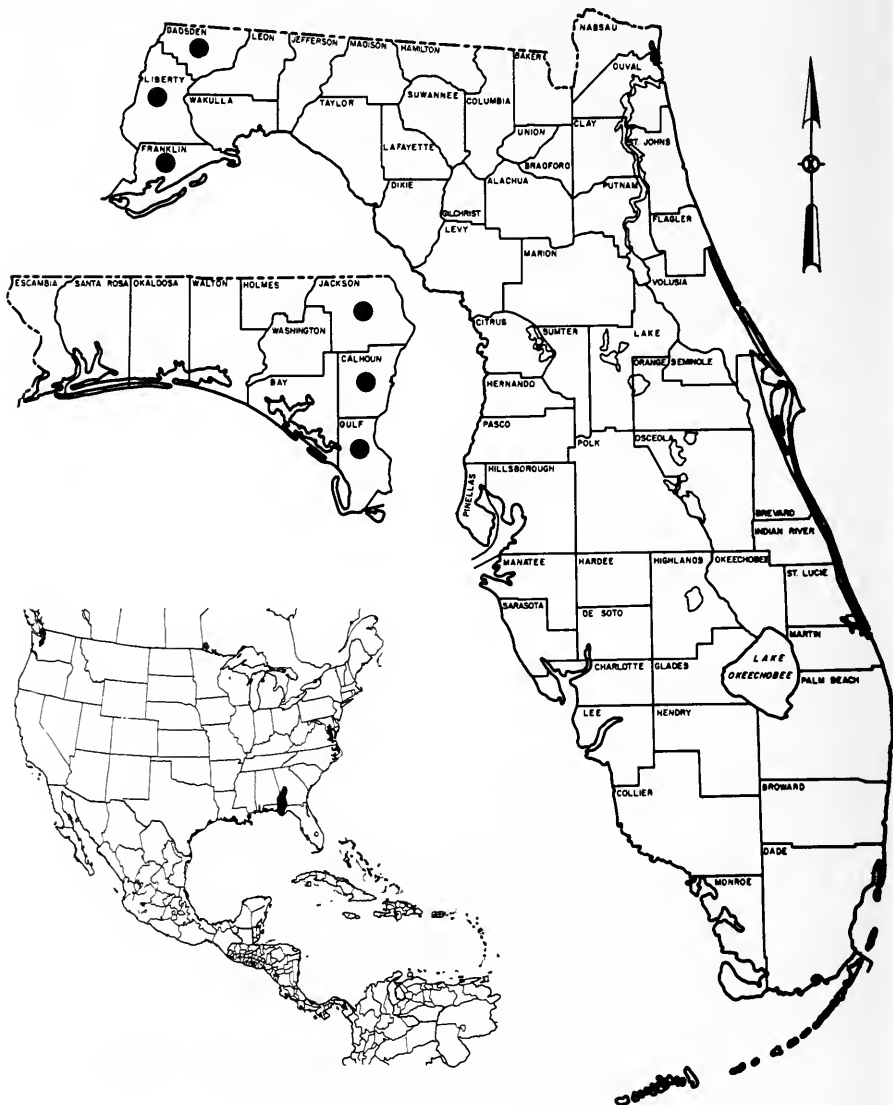 NASSAU
GADSDEN
LEON
JEFFERSON
MADISON
HAMILTON
BAKER
DUVAL
LIBERTY
WAKULLA
TAYLOR
SUWANNEE
COLUMBIA
UNION
CLAY
ST. JOHNS
FRANKLIN
LAFAYETTE
BRADFORD
DIXIE
ALACHUA
PUTNAM
GILCHRIST
FLAGLER
LEVY
MARION
VOLUSIA
ESCAMBIA
SANTA ROSA
OKALOOSA
WALTON
HOLMES
JACKSON
WASHINGTON
CITRUS
SUMTER
LAKE
CALHOUN
ORANGE
SEMINOLE
BAY
HERNANDO
GULF
PASCO
POLK
OSCEOLA
HILLSBOROUGH
PINELLAS
BREVARD
INDIAN RIVER
MANATEE
HARDEE
HIGHLANDS
OKEECHOBEE
ST. LUCIE
SARASOTA
DE SOTO
MARTIN
CHARLOTTE
GLADES
LAKE
OKEECHOBEE
PALM BEACH
LEE
HENDRY
COLLIER
BROWARD
DADE
MONROE